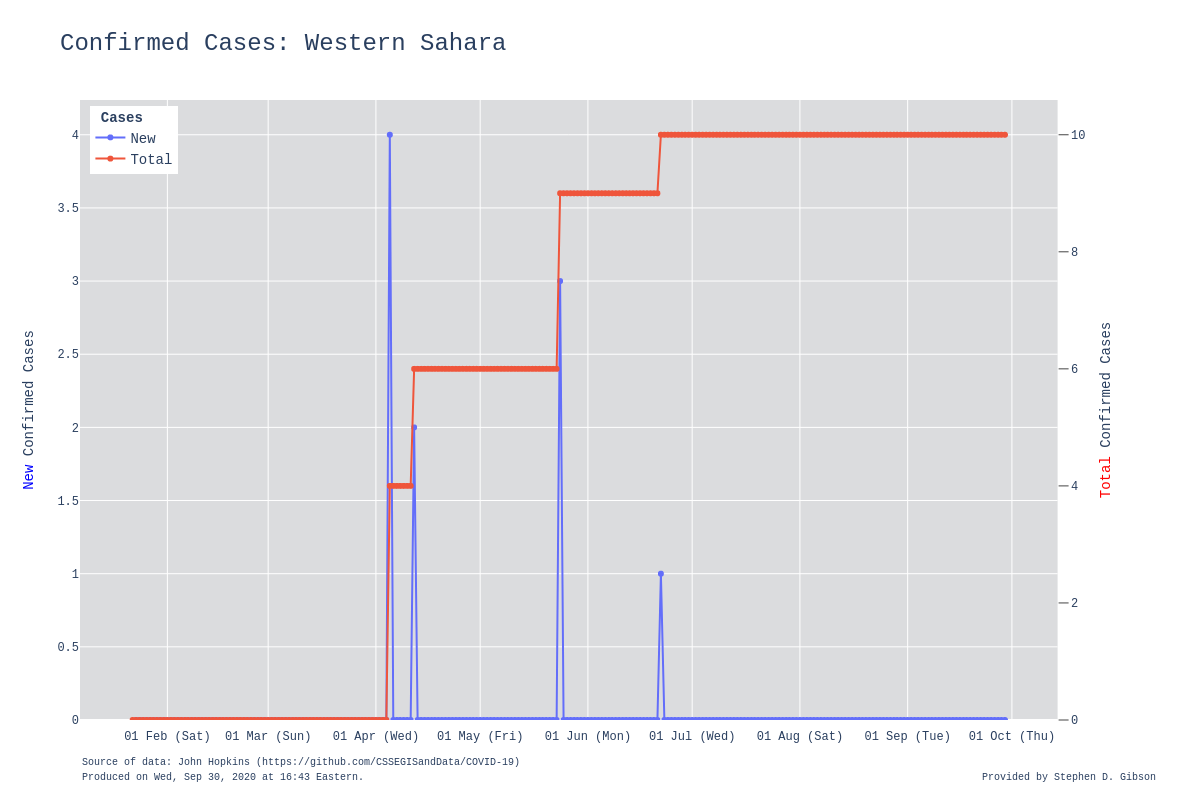 Confirmed Cases: Western Sahara
Cases
New
Total
4
3.5
3
2.5
2
1.5
1
0.5
0
10
8
6
4
2
0
New Confirmed Cases
Total Confirmed Cases
01 Feb (Sat) 01 Mar (Sun) 01 Apr (Wed) 01 May (Fri) 01 Jun (Mon) 01 Jul (Wed) 01 Aug (Sat) 01 Sep (Tue) 01 Oct (Thu)
Source of data: John Hopkins (https://github.com/CSSEGISandData/COVID-19)
Produced on Wed, Sep 30, 2020 at 16:43 Eastern.
Provided by Stephen D. Gibson